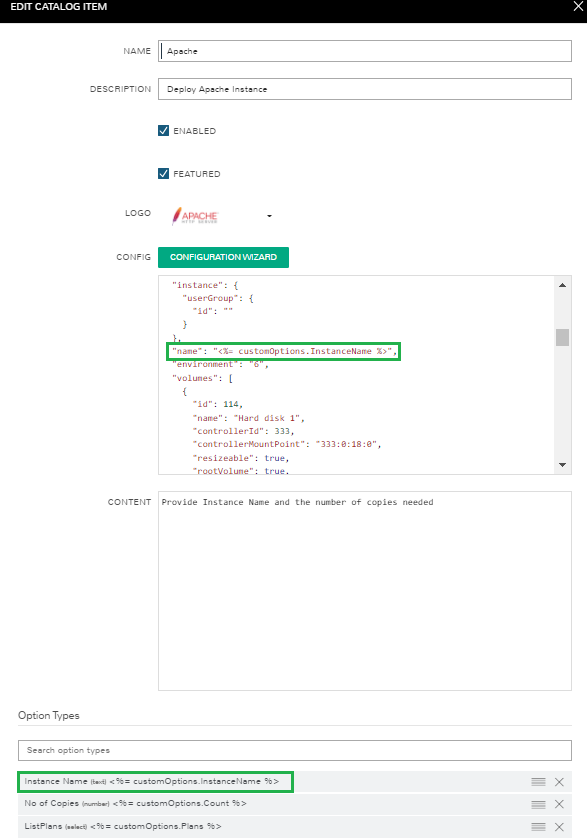 EDIT CATALOG ITEM
NAME Apache
DESCRIPTION Deploy Apache Instance
ENABLED
FEATURED
LOGO APACHE
HTTP SERVER
CONFIG CONFIGURATION WIZARD
"instance": {
"userGroup": {
"id": ""
}
},
"name": "<%= customOptions.InstanceName %>",
"environment": "6",
"volumes": [
{
"id": 114,
"name": "Hard disk 1",
"controllerId": 333,
"controllerMountPoint": "333:0:18:0",
"resizeable": true,
"rootVolume": true,
CONTENT Provide Instance Name and the number of copies needed
Option Types
Search option types
Instance Name (text) <%= customOptions.InstanceName %>
No of Copies (number) <%= customOptions.Count %>
ListPlans (select) <%= customOptions.Plans %>